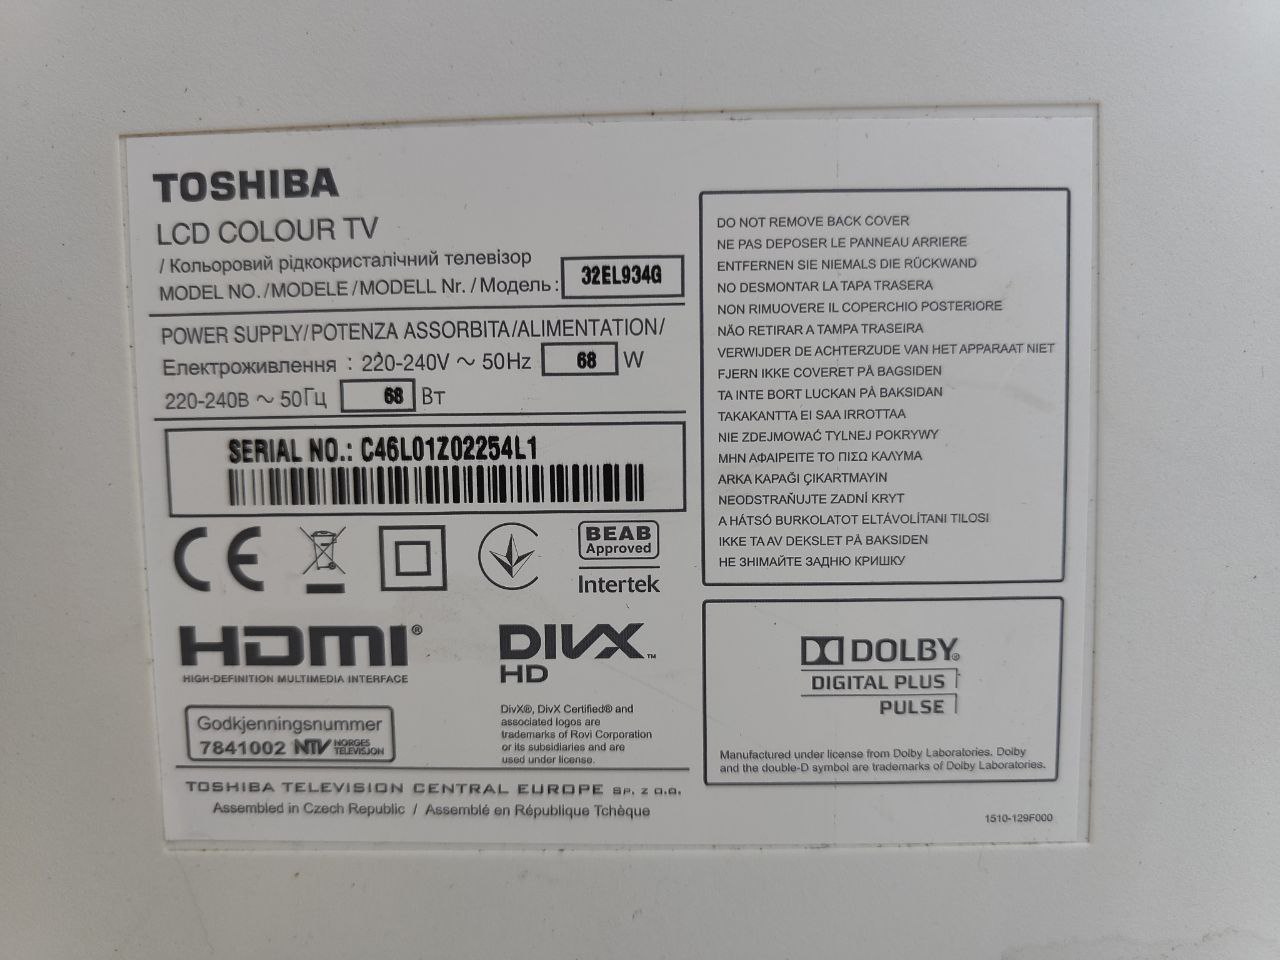 TOSHIBA
LCD COLOUR TV
/ Кольоровий рідкокристалічний телевізор
MODEL NO./MODELE/MODELL Nr./Модель: 32EL934G
POWER SUPPLY/POTENZA ASSORBITA/ALIMENTATION/
Електроживлення : 220-240V ~ 50Hz 68 W
220-240В ~ 50Гц 68 Вт
SERIAL NO.: C46L01Z02254L1
CE
BEAB
Approved
Intertek
HDMI®
HIGH-DEFINITION MULTIMEDIA INTERFACE
DIVX™
HD
DivX®, DivX Certified® and
associated logos are
trademarks of Rovi Corporation
or its subsidiaries and are
used under license.
Godkjenningsnummer
7841002 NTV NORGES TELEVISJON
TOSHIBA TELEVISION CENTRAL EUROPE SP. Z O.O.
Assembled in Czech Republic / Assemblé en République Tchèque
DO NOT REMOVE BACK COVER
NE PAS DEPOSER LE PANNEAU ARRIERE
ENTFERNEN SIE NIEMALS DIE RÜCKWAND
NO DESMONTAR LA TAPA TRASERA
NON RIMUOVERE IL COPERCHIO POSTERIORE
NÃO RETIRAR A TAMPA TRASEIRA
VERWIJDER DE ACHTERZUDE VAN HET APPARAAT NIET
FJERN IKKE COVERET PÅ BAGSIDEN
TA INTE BORT LUCKAN PÅ BAKSIDAN
TAKAKANTTA EI SAA IRROTTAA
NIE ZDEJMOWAĆ TYLNEJ POKRYWY
ΜΗΝ ΑΦΑΙΡΕΙΤΕ ΤΟ ΠΙΣΩ ΚΑΛΥΜΑ
ARKA KAPAĞI ÇIKARTMAYIN
NEODSTRAŇUJTE ZADNÍ KRYT
A HÁTSÓ BURKOLATOT ELTÁVOLÍTANI TILOSI
IKKE TA AV DEKSLET PÅ BAKSIDEN
НЕ ЗНІМАЙТЕ ЗАДНЮ КРИШКУ
DOLBY®
DIGITAL PLUS
PULSE
Manufactured under license from Dolby Laboratories. Dolby
and the double-D symbol are trademarks of Dolby Laboratories.
1510-129F000